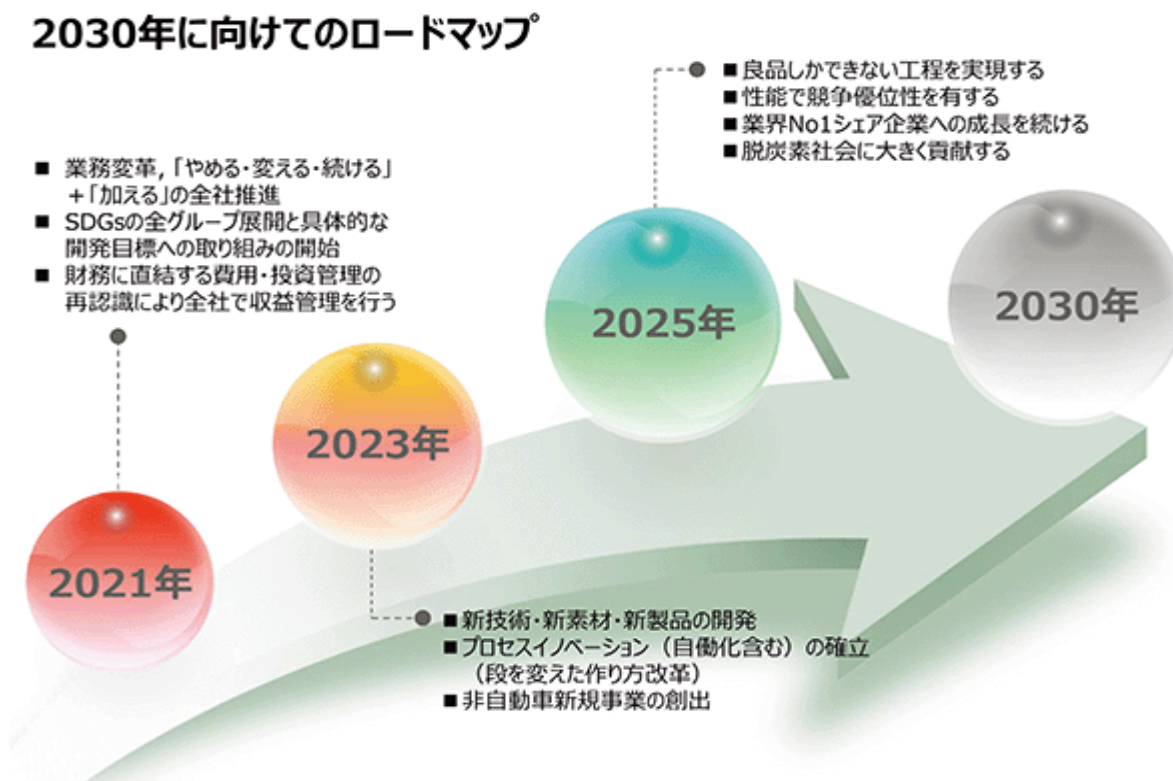 2030年に向けてのロードマップ
■ 業務変革,「やめる・変える・続ける」
+「加える」の全社推進
■ SDGsの全グループ展開と具体的な
開発目標への取り組みの開始
■ 財務に直結する費用・投資管理の
再認識により全社で収益管理を行う
2021年
2023年
■新技術・新素材・新製品の開発
■プロセスイノベーション（自働化含む）の確立
（段を変えた作り方改革）
■非自動車新規事業の創出
■良品しかできない工程を実現する
■性能で競争優位性を有する
■業界No1シェア企業への成長を続ける
■脱炭素社会に大きく貢献する
2025年
2030年